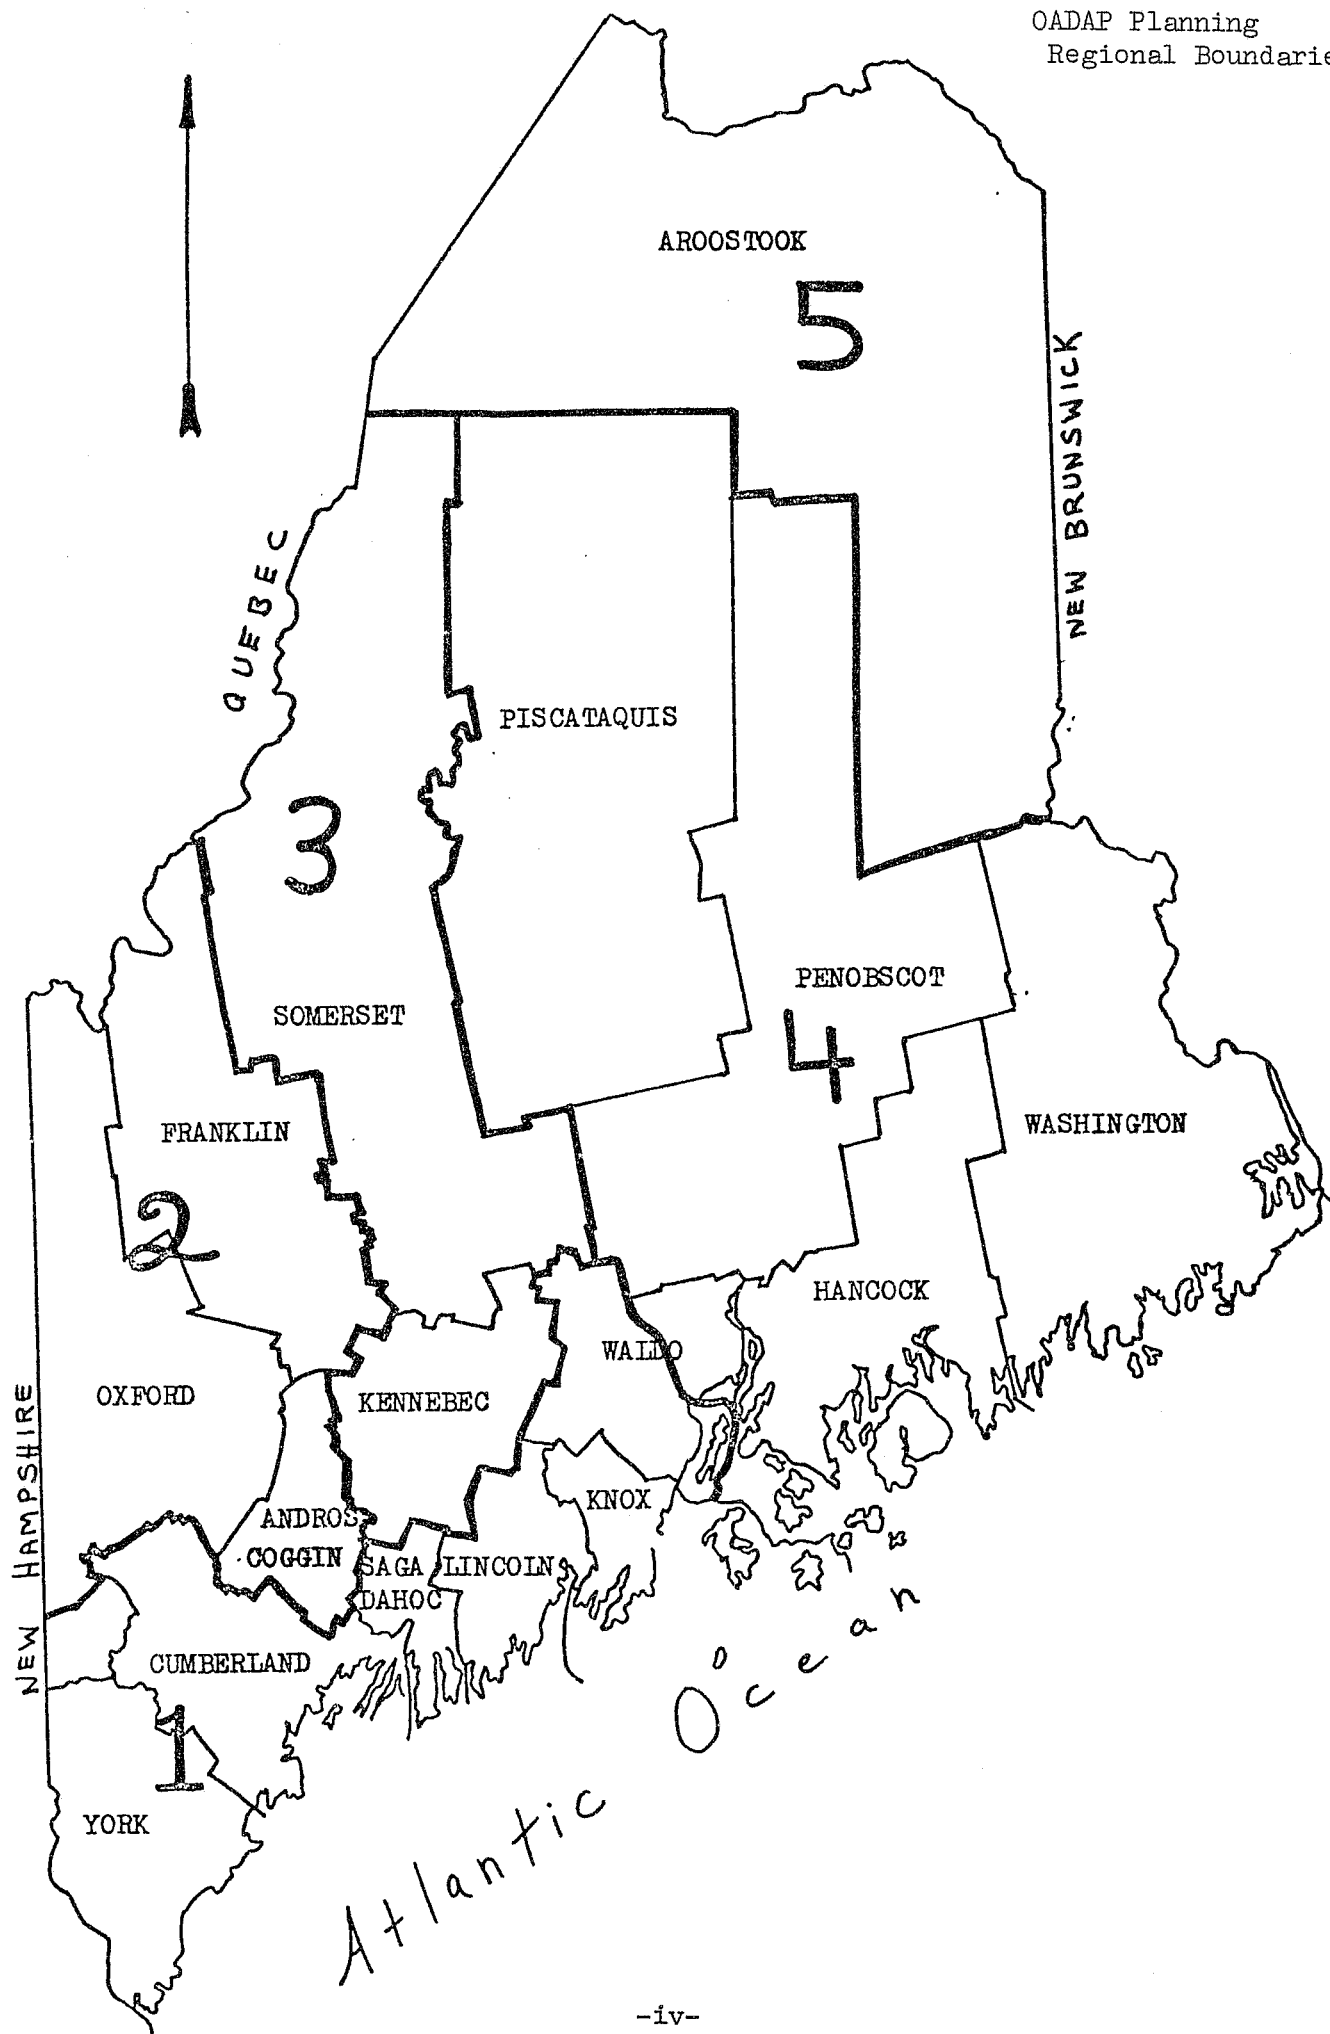 OADAP Planning
Regional Boundarie
AROOSTOOK
5
NEW BRUNSWICK
QUEBEC
PISCATAQUIS
3
PENOBSCOT
SOMERSET
4
WASHINGTON
FRANKLIN
2
HANCOCK
WALDO
OXFORD
KENNEBEC
NEW HAMPSHIRE
KNOX
ANDROS
COGGIN
SAGA
DAHOC
LINCOLN
CUMBERLAND
1
YORK
Atlantic Ocean
-iv-